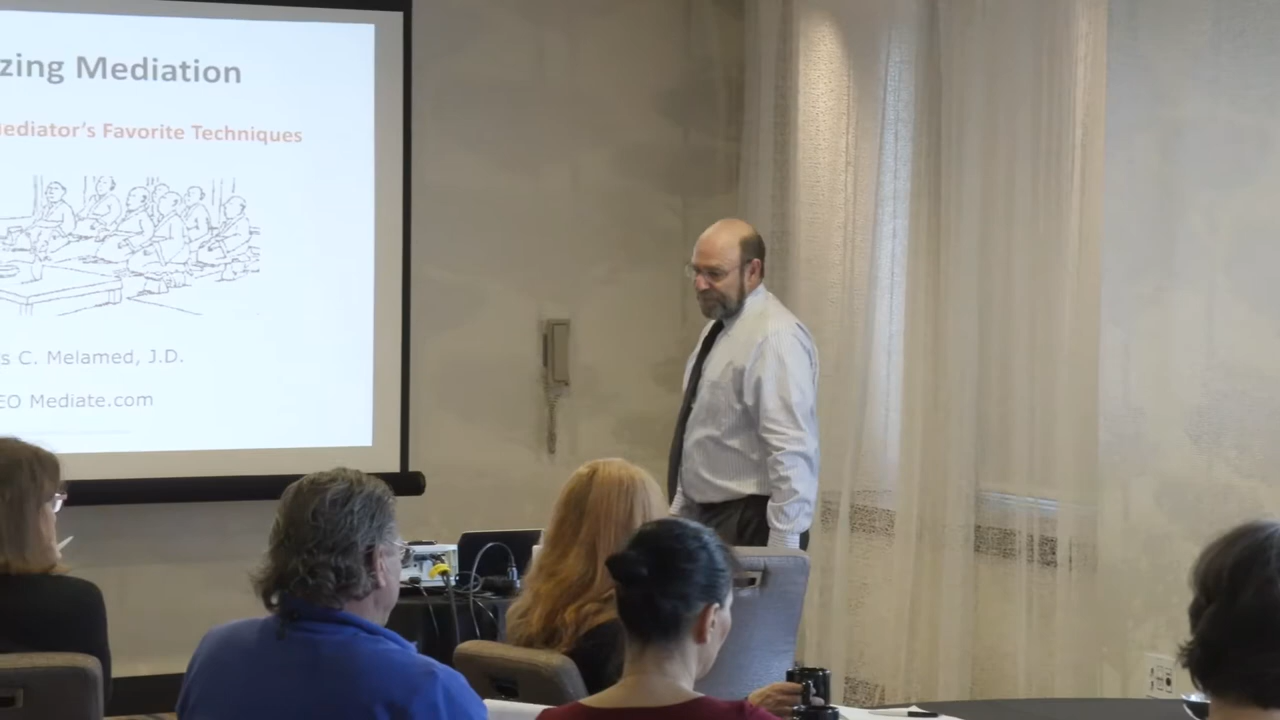 zing Mediation
ediator's Favorite Techniques
s C. Melamed, J.D.
EO Mediate.com